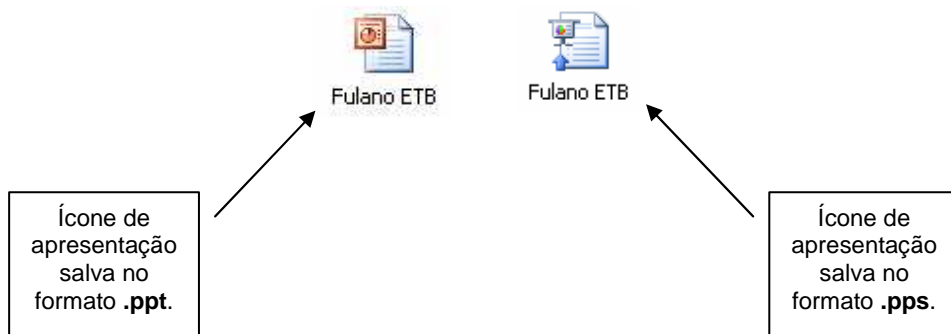 Fulano ETB
Fulano ETB
Ícone de
apresentação
salva no
formato .ppt.
Ícone de
apresentação
salva no
formato .pps.